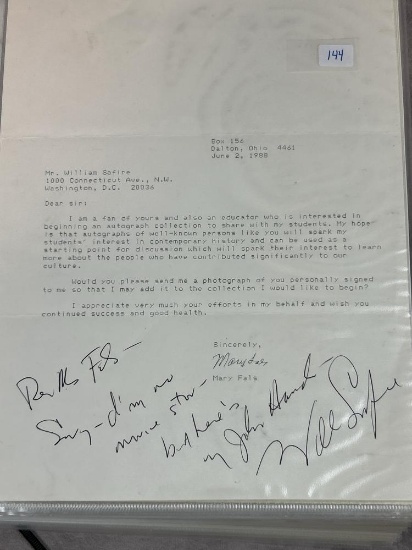 144
Box 154
Dalton, Ohio 4461
June 2, 1988
Mr. William Safire
1000 Connecticut Ave., N.W.
Washington, D.C. 20036
Dear sir:
I am a fan of yours and also an educator who is interested in
beginning an autograph collection to share with my students. My hope
is that autographs of well-known persons like you will spark my
students' interest in contemporary history and can be used as a
starting point for discussion which will spark their interest to learn
more about the people who have contributed significantly to our
culture.
Would you please send me a photograph of you personally signed
to me so that I may add it to the collection I would like to begin?
I appreciate very much your efforts in my behalf and wish you
continued success and good health.
Sincerely,
Mary Fals
Mary Fals
Dear Ms Fals –
Sorry – I'm no
movie star –
but here's
my John Hancock –
Will Safire